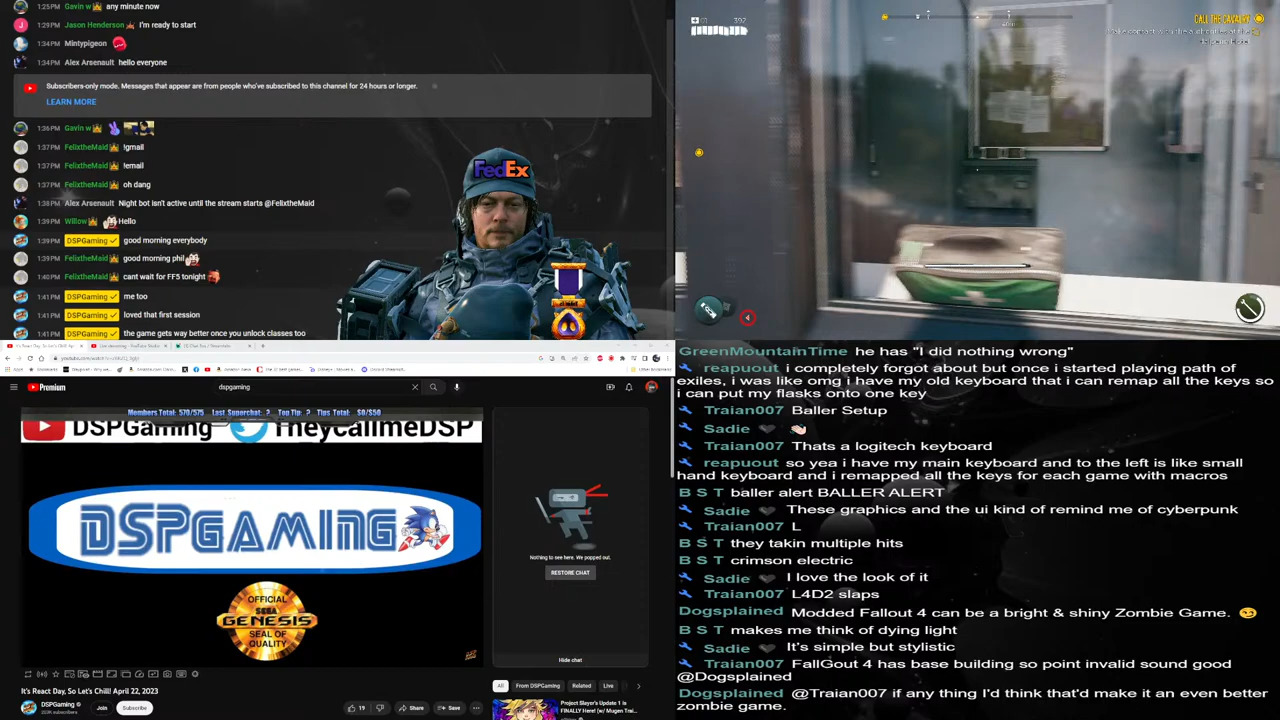 1:25PM Gavin w any minute now
1:29PM Jason Henderson I'm ready to start
1:34PM Mintypigeon
1:34PM Alex Arsenault hello everyone
Subscribers-only mode. Messages that appear are from people who've subscribed to this channel for 24 hours or longer.
LEARN MORE
1:36PM Gavin w
1:37PM FelixtheMaid !gmail
1:37PM FelixtheMaid !email
1:37PM FelixtheMaid oh dang
1:38PM Alex Arsenault Night bot isn't active until the stream starts @FelixtheMaid
1:39PM Willow Hello
1:39PM DSPGaming good morning everybody
1:39PM FelixtheMaid good morning phil
1:40PM FelixtheMaid cant wait for FF5 tonight
1:41PM DSPGaming me too
1:41PM DSPGaming loved that first session
1:41PM DSPGaming the game gets way better once you unlock classes too
FedEx
392
CALL THE CAVALRY
It's React Day, So Let's Chill!
Premium
dspgaming
Members Total: 570/575 Last Superchat: ? Top Tip: ? Tips Total: $0/$50
DSPGaming TheycallmeDSP
DSPGAMING
OFFICIAL
SEGA
GENESIS
SEAL OF
QUALITY
Nothing to see here. We popped out.
RESTORE CHAT
Hide chat
It's React Day, So Let's Chill! April 22, 2023
DSPGaming
Join
Subscribe
19
Share
Save
All
From DSPGaming
Related
Live
Project Slayer's Update 1 is
FINALLY Here! (w/ Mugen Trai...
GreenMountainTime he has "I did nothing wrong"
reapuout i completely forgot about but once i started playing path of
exiles, i was like omg i have my old keyboard that i can remap all the keys so
i can put my flasks onto one key
Traian007 Baller Setup
Sadie
Traian007 Thats a logitech keyboard
reapuout so yea i have my main keyboard and to the left is like small
hand keyboard and i remapped all the keys for each game with macros
B S T baller alert BALLER ALERT
Sadie These graphics and the ui kind of remind me of cyberpunk
Traian007 L
B S T they takin multiple hits
B S T crimson electric
Sadie I love the look of it
Traian007 L4D2 slaps
Dogsplained Modded Fallout 4 can be a bright & shiny Zombie Game.
B S T makes me think of dying light
Sadie It's simple but stylistic
Traian007 FallGout 4 has base building so point invalid sound good
@Dogsplained
Dogsplained @Traian007 if any thing I'd think that'd make it an even better
zombie game.